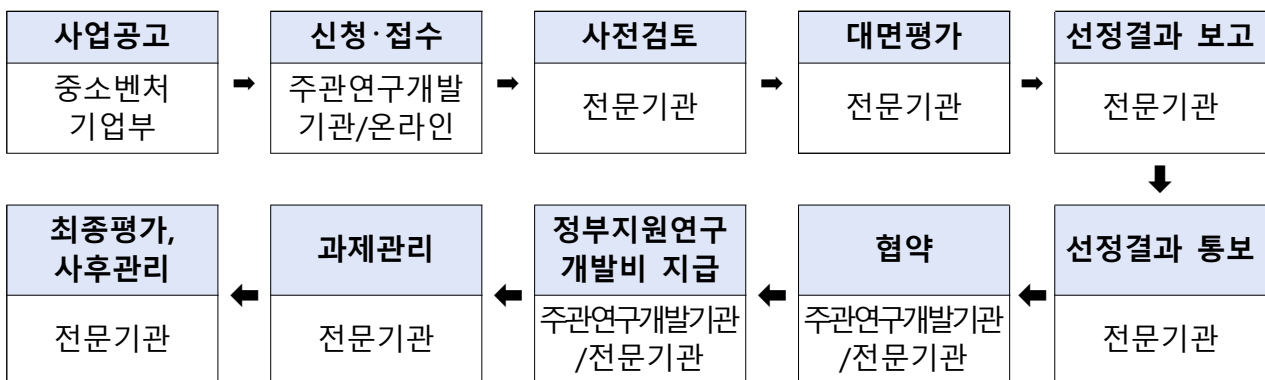 사업공고
중소벤처
기업부
➡
신청·접수
주관연구개발
기관/온라인
➡
사전검토
전문기관
➡
대면평가
전문기관
➡
선정결과 보고
전문기관
⬇
선정결과 통보
전문기관
⬅
협약
주관연구개발기관
/전문기관
⬅
정부지원연구
개발비 지급
주관연구개발기관
/전문기관
⬅
과제관리
전문기관
⬅
최종평가,
사후관리
전문기관